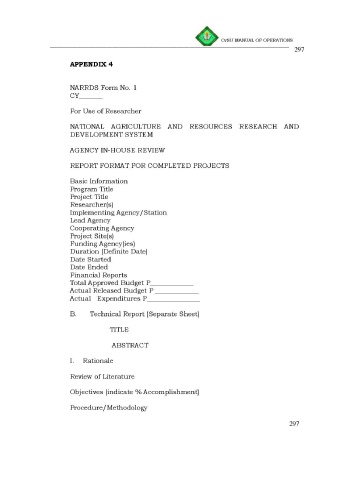 CvSU MANUAL OF OPERATIONS
297
APPENDIX 4
NARRDS Form No. 1
CY_______
For Use of Researcher
NATIONAL AGRICULTURE AND RESOURCES RESEARCH AND
DEVELOPMENT SYSTEM
AGENCY IN-HOUSE REVIEW
REPORT FORMAT FOR COMPLETED PROJECTS
Basic Information
Program Title
Project Title
Researcher(s)
Implementing Agency/Station
Lead Agency
Cooperating Agency
Project Site(s)
Funding Agency(ies)
Duration (Definite Date)
Date Started
Date Ended
Financial Reports
Total Approved Budget P_____________
Actual Released Budget P _____________
Actual Expenditures P________________
B. Technical Report (Separate Sheet)
TITLE
ABSTRACT
I. Rationale
Review of Literature
Objectives (indicate % Accomplishment)
Procedure/Methodology
297